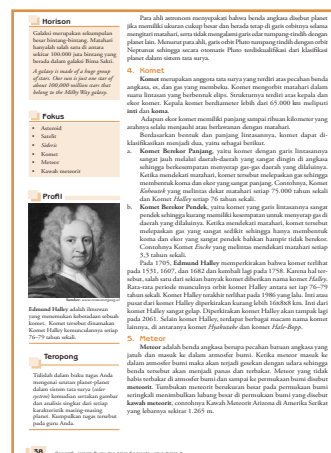 Horison
Galaksi merupakan sekumpulan
besar bintang-bintang. Matahari
hanyalah salah satu di antara
sekitar 300.000 juta bintang yang
berada dalam galaksi Bima Sakti.
A galaxy is made of a huge group
of stars. Our sun is just one star of
about 100,000 million stars that
belong to the Milky Way galaxy.
Fokus
• Asteroid
• Satelit
• Sideris
• Komet
• Meteor
• Kawah meteorit
Profil
Edmund Halley adalah ilmuwan
yang menemukan keberadaan sebuah
komet. Komet tersebut dinamakan
Komet Halley kemunculannya setiap
76–79 tahun sekali.
Teropong
Tulislah dalam buku tugas Anda
mengenai urutan planet-planet
dalam sistem tata surya (solar
system) kemudian sertakan gambar
dan analisis singkat dari setiap
karakteristik masing-masing
planet. Kumpulkan tugas tersebut
pada guru Anda.
Para ahli astronom menyepakati bahwa benda angkasa disebut planet
jika memiliki ukuran cukup besar dan berada tetap di garis orbitnya selama
mengitari matahari, serta tidak mengalami garis edar tumpang-tindih dengan
planet lain. Menurut para ahli, garis orbit Pluto tumpang-tindih dengan orbit
Neptunus sehingga secara otomatis Pluto terdiskualifikasi dari klasifikasi
planet dalam sistem tata surya.
4. Komet
Komet merupakan anggota tata surya yang terdiri atas pecahan benda
angkasa, es, dan gas yang membeku. Komet mengorbit matahari dalam
suatu lintasan yang berbentuk elips. Strukturnya terdiri atas kepala dan
ekor komet. Kepala komet berdiameter lebih dari 65.000 km meliputi
inti dan koma.
Adapun ekor komet memiliki panjang sampai ribuan kilometer yang
arahnya selalu menjauhi atau berlawanan dengan matahari.
Berdasarkan bentuk dan panjang lintasannya, komet dapat di-
klasifikasikan menjadi dua, yaitu sebagai berikut.
a. Komet Berekor Panjang, yaitu komet dengan garis lintasannya
sangat jauh melalui daerah-daerah yang sangat dingin di angkasa
sehingga berkesempatan menyerap gas-gas daerah yang dilaluinya.
Ketika mendekati matahari, komet tersebut melepaskan gas sehingga
membentuk koma dan ekor yang sangat panjang. Contohnya, Komet
Kohoutek yang melintas dekat matahari setiap 75.000 tahun sekali
dan Komet Halley setiap 76 tahun sekali.
b. Komet Berekor Pendek, yaitu komet yang garis lintasannya sangat
pendek sehingga kurang memiliki kesempatan untuk menyerap gas di
daerah yang dilaluinya. Ketika mendekati matahari, komet tersebut
melepaskan gas yang sangat sedikit sehingga hanya membentuk
koma dan ekor yang sangat pendek bahkan hampir tidak berekor.
Contohnya Komet Encke yang melintas mendekati matahari setiap
3,3 tahun sekali.
Pada 1705, Edmund Halley memperkirakan bahwa komet terlihat
pada 1531, 1607, dan 1682 dan kembali lagi pada 1758. Karena hal ter-
sebut, salah satu dari sekian banyak komet diberikan nama komet Halley.
Rata-rata periode munculnya orbit komet Halley antara set iap 76–79
tahun sekali. Komet Halley terakhir terlihat pada 1986 yang lalu. Inti atau
pusat dari komet Halley diperkirakan kurang lebih 16x8x8 km. Inti dari
komet Halley sangat gelap. Diperkirakan Komet Halley akan tampak lagi
pada 2061. Selain komet Halley, terdapat berbagai macam nama komet
lainnya, di antaranya komet Hyakutake dan komet Hale-Bopp.
5. Meteor
Meteor adalah benda angkasa berupa pecahan batuan angkasa yang
jatuh dan masuk ke dalam atmosfer bumi. Ketika meteor masuk ke
dalam atmosfer bumi maka akan terjadi gesekan dengan udara sehingga
benda tersebut akan menjadi panas dan terbakar. Meteor yang tidak
habis terbakar di atmosfer bumi dan sampai ke permukaan bumi disebut
meteorit. Tumbukan meteorit berukuran besar pada permukaan bumi
seringkali menimbulkan lubang besar di permukaan bumi yang disebut
kawah meteorit, contohnya Kawah Meteorit Arizona di Amerika Serikat
yang lebarnya sekitar 1.265 m.
38